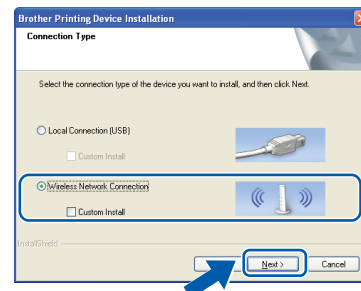 Brother Printing Device Installation
Connection Type
Select the connection type of the device you want to install, and then click Next.
Local Connection (USB)
Custom Install
Wireless Network Connection
Custom Install
InstallShield
Next >
Cancel